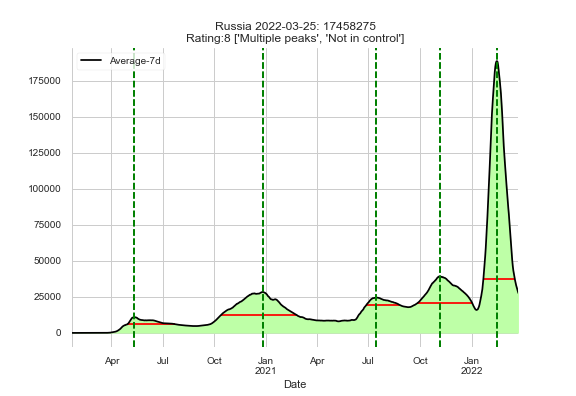 Russia 2022-03-25: 17458275
Rating:8 ['Multiple peaks', 'Not in control']
Average-7d
175000
150000
125000
100000
75000
50000
25000
0
Apr Jul Oct Jan Apr Jul Oct Jan
2021 2022
Date